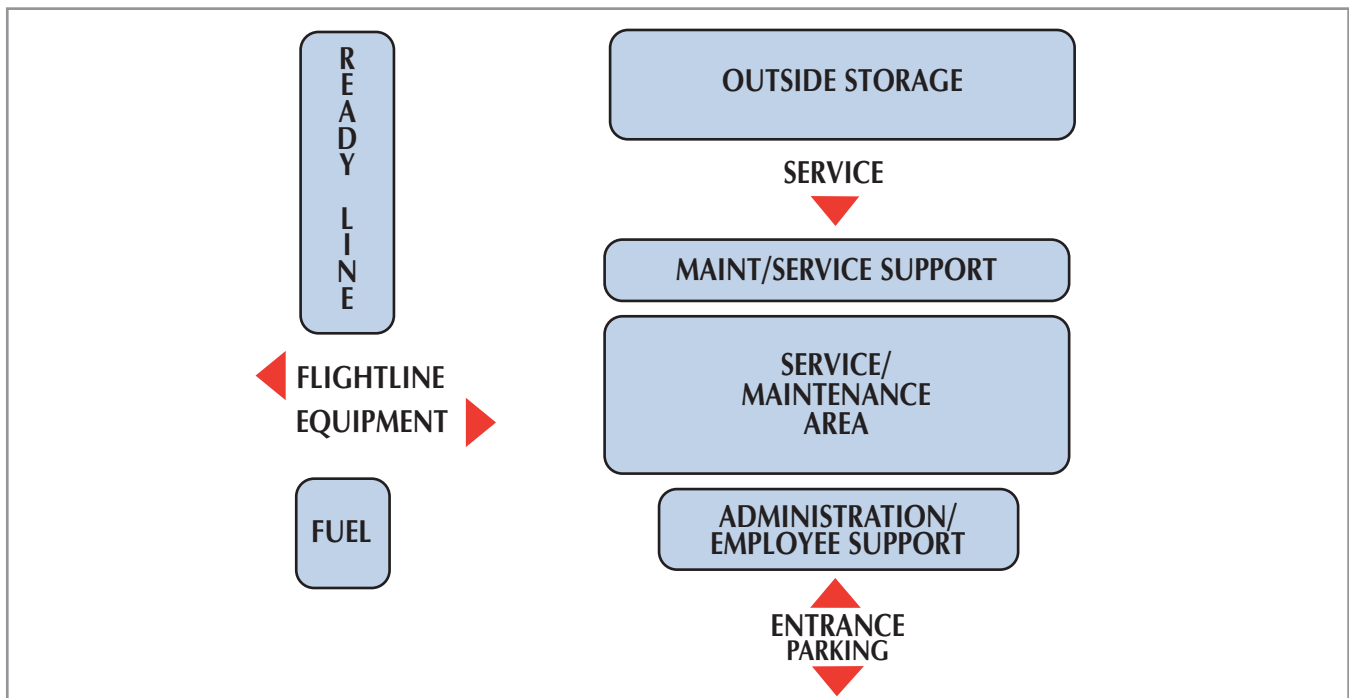 READY LINE
OUTSIDE STORAGE
SERVICE
MAINT/SERVICE SUPPORT
SERVICE/
MAINTENANCE
AREA
FLIGHTLINE
EQUIPMENT
FUEL
ADMINISTRATION/
EMPLOYEE SUPPORT
ENTRANCE
PARKING